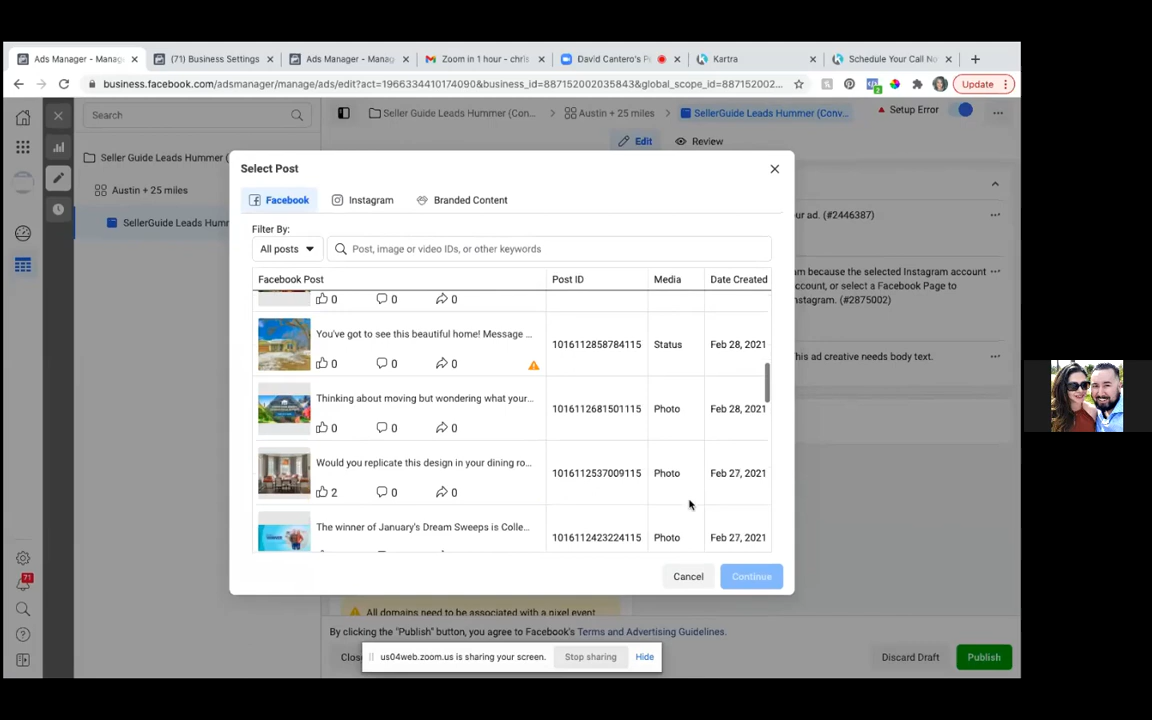 Ads Manager - Manag
(71) Business Settings
Ads Manager - Manag
Zoom in 1 hour - chris
David Cantero's P
Kartra
Schedule Your Call No
business.facebook.com/adsmanager/manage/ads/edit?act=1966334410174090&business_id=887152002035843&global_scope_id=887152002...
Update
Search
Seller Guide Leads Hummer (Con...
Austin + 25 miles
SellerGuide Leads Hummer (Conv...
Setup Error
Edit
Review
Seller Guide Leads Hummer (
Austin + 25 miles
SellerGuide Leads Humm
ur ad. (#2446387)
m because the selected Instagram account
ccount, or select a Facebook Page to
nstagram. (#2875002)
his ad creative needs body text.
Select Post
Facebook
Instagram
Branded Content
Filter By:
All posts
Post, image or video IDs, or other keywords
Facebook Post
Post ID
Media
Date Created
0 0 0
You've got to see this beautiful home! Message ...
0 0 0
1016112858784115
Status
Feb 28, 2021
Thinking about moving but wondering what your...
0 0 0
1016112681501115
Photo
Feb 28, 2021
Would you replicate this design in your dining ro...
2 0 0
1016112537009115
Photo
Feb 27, 2021
The winner of January's Dream Sweeps is Colle...
1016112423224115
Photo
Feb 27, 2021
Cancel
Continue
All domains need to be associated with a pixel event
By clicking the "Publish" button, you agree to Facebook's Terms and Advertising Guidelines.
Clos
us04web.zoom.us is sharing your screen.
Stop sharing
Hide
Discard Draft
Publish
71